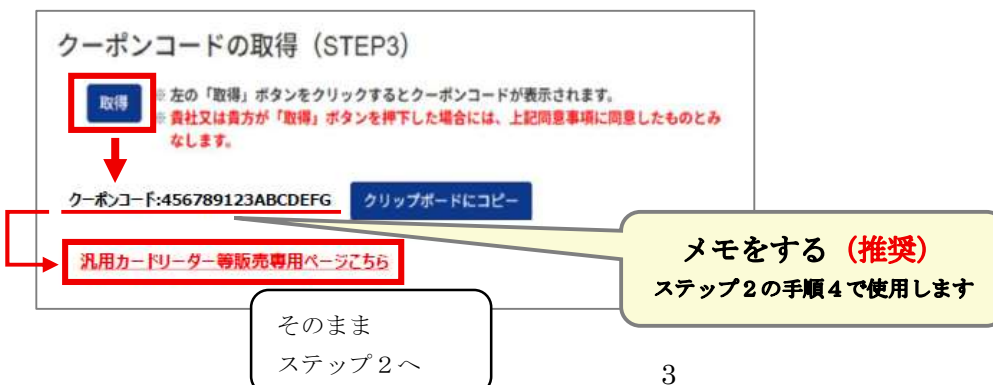 クーポンコードの取得（STEP3）
取得
※左の「取得」ボタンをクリックするとクーポンコードが表示されます。
※貴社又は貴方が「取得」ボタンを押下した場合には、上記同意事項に同意したものとみ
なします。
クーポンコード:456789123ABCDEFG
クリップボードにコピー
汎用カードリーダー等販売専用ページこちら
メモをする（推奨）
ステップ２の手順４で使用します
そのまま
ステップ２へ
3